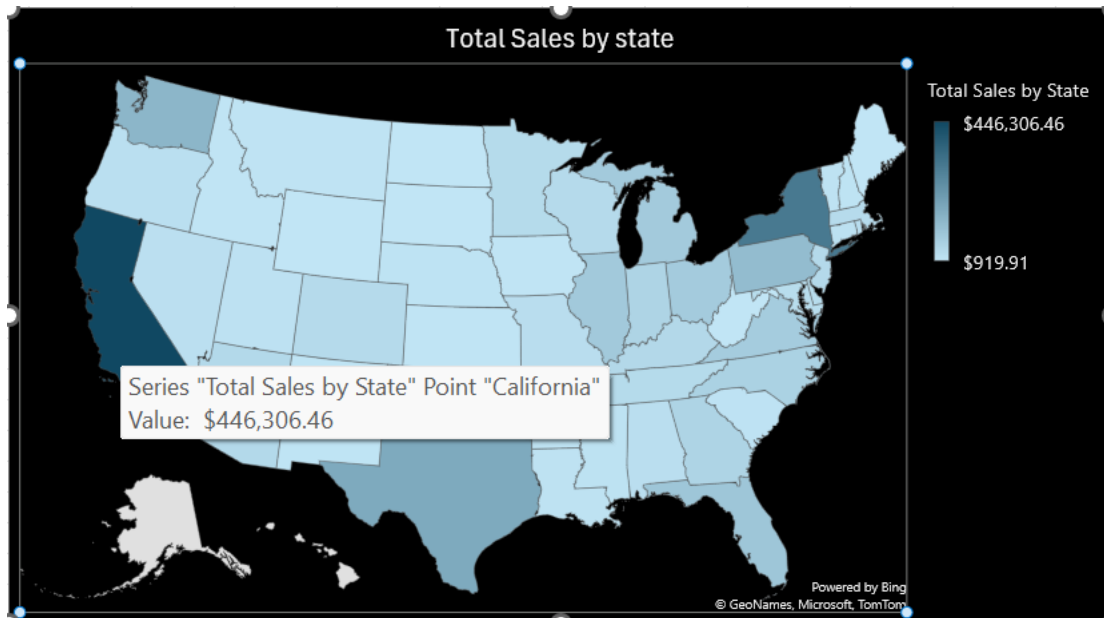 Total Sales by state
Total Sales by State
$446,306.46
$919.91
Series "Total Sales by State" Point "California"
Value: $446,306.46
Powered by Bing
© GeoNames, Microsoft, TomTom